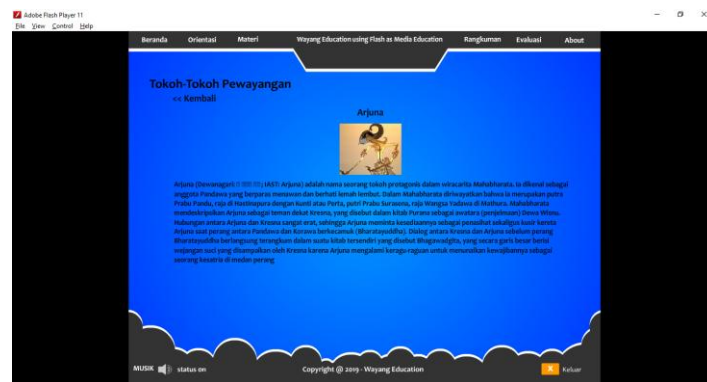 Adobe Flash Player 11
File View Control Help
Beranda Orientasi Materi Wayang Education using Flash as Media Education Rangkuman Evaluasi About
Tokoh-Tokoh Pewayangan
<< Kembali
Arjuna
Arjuna (Dewanagari: ; IAST: Arjuna) adalah nama seorang tokoh protagonis dalam wiracarita Mahabharata. Ia dikenal sebagai
anggota Pandawa yang berparas menawan dan berhati lemah lembut. Dalam Mahabharata diriwayatkan bahwa ia merupakan putra
Prabu Pandu, raja di Hastinapura dengan Kunti atau Perta, putri Prabu Surasena, raja Wangsa Yadawa di Mathura. Mahabharata
mendeskripsikan Arjuna sebagai teman dekat Kresna, yang disebut dalam kitab Purana sebagai awatara (penjelmaan) Dewa Wisnu.
Hubungan antara Arjuna dan Kresna sangat erat, sehingga Arjuna meminta kesediaannya sebagai penasihat sekaligus kusir kereta
Arjuna saat perang antara Pandawa dan Korawa berkecamuk (Bharatayuddha). Dialog antara Kresna dan Arjuna sebelum perang
Bharatayuddha berlangsung terangkum dalam suatu kitab tersendiri yang disebut Bhagawadgita, yang secara garis besar berisi
wejangan suci yang disampaikan oleh Kresna karena Arjuna mengalami keragu-raguan untuk menunaikan kewajibannya sebagai
seorang kesatria di medan perang
MUSIK status on Copyright @ 2019 - Wayang Education X Keluar